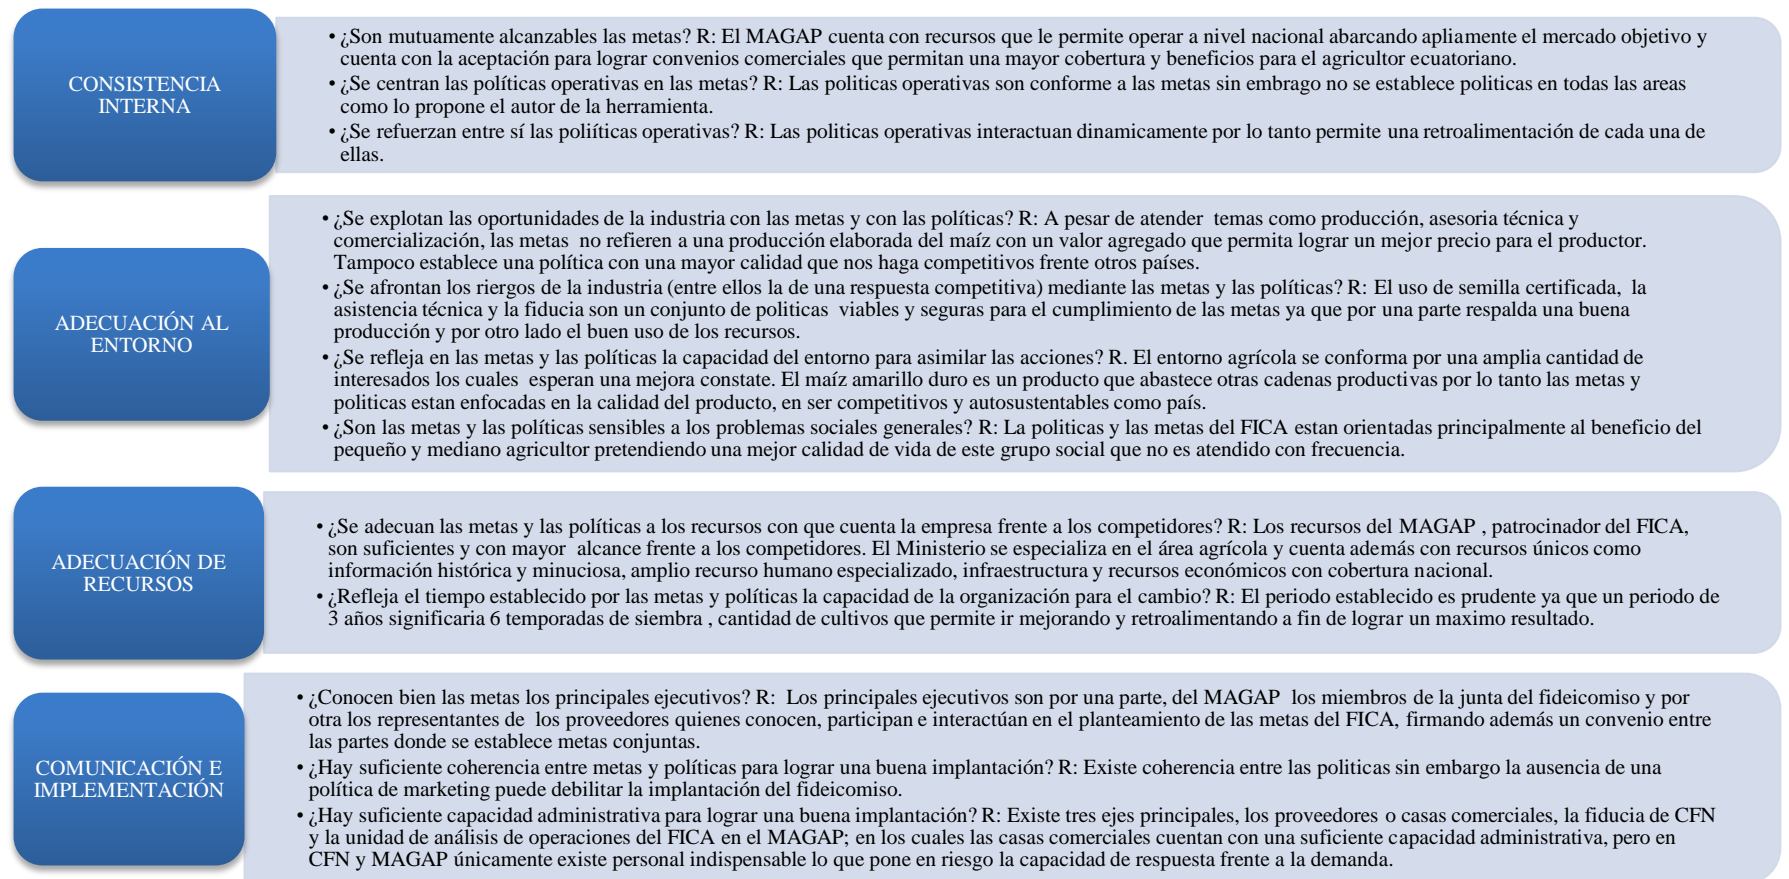 CONSISTENCIA
INTERNA
• ¿Son mutuamente alcanzables las metas? R: El MAGAP cuenta con recursos que le permite operar a nivel nacional abarcando apliamente el mercado objetivo y
cuenta con la aceptación para lograr convenios comerciales que permitan una mayor cobertura y beneficios para el agricultor ecuatoriano.
• ¿Se centran las políticas operativas en las metas? R: Las politicas operativas son conforme a las metas sin embrago no se establece politicas en todas las areas
como lo propone el autor de la herramienta.
• ¿Se refuerzan entre sí las poliíticas operativas? R: Las politicas operativas interactuan dinamicamente por lo tanto permite una retroalimentación de cada una de
ellas.
ADECUACIÓN AL
ENTORNO
• ¿Se explotan las oportunidades de la industria con las metas y con las políticas? R: A pesar de atender temas como producción, asesoria técnica y
comercialización, las metas no refieren a una producción elaborada del maíz con un valor agregado que permita lograr un mejor precio para el productor.
Tampoco establece una política con una mayor calidad que nos haga competitivos frente otros países.
• ¿Se afrontan los riergos de la industria (entre ellos la de una respuesta competitiva) mediante las metas y las políticas? R: El uso de semilla certificada, la
asistencia técnica y la fiducia son un conjunto de politicas viables y seguras para el cumplimiento de las metas ya que por una parte respalda una buena
producción y por otro lado el buen uso de los recursos.
• ¿Se refleja en las metas y las políticas la capacidad del entorno para asimilar las acciones? R. El entorno agrícola se conforma por una amplia cantidad de
interesados los cuales esperan una mejora constate. El maíz amarillo duro es un producto que abastece otras cadenas productivas por lo tanto las metas y
politicas estan enfocadas en la calidad del producto, en ser competitivos y autosustentables como país.
• ¿Son las metas y las políticas sensibles a los problemas sociales generales? R: La politicas y las metas del FICA estan orientadas principalmente al beneficio del
pequeño y mediano agricultor pretendiendo una mejor calidad de vida de este grupo social que no es atendido con frecuencia.
ADECUACIÓN DE
RECURSOS
• ¿Se adecuan las metas y las políticas a los recursos con que cuenta la empresa frente a los competidores? R: Los recursos del MAGAP , patrocinador del FICA,
son suficientes y con mayor alcance frente a los competidores. El Ministerio se especializa en el área agrícola y cuenta además con recursos únicos como
información histórica y minuciosa, amplio recurso humano especializado, infraestructura y recursos económicos con cobertura nacional.
• ¿Refleja el tiempo establecido por las metas y políticas la capacidad de la organización para el cambio? R: El periodo establecido es prudente ya que un periodo de
3 años significaria 6 temporadas de siembra , cantidad de cultivos que permite ir mejorando y retroalimentando a fin de lograr un maximo resultado.
COMUNICACIÓN E
IMPLEMENTACIÓN
• ¿Conocen bien las metas los principales ejecutivos? R: Los principales ejecutivos son por una parte, del MAGAP los miembros de la junta del fideicomiso y por
otra los representantes de los proveedores quienes conocen, participan e interactúan en el planteamiento de las metas del FICA, firmando además un convenio entre
las partes donde se establece metas conjuntas.
• ¿Hay suficiente coherencia entre metas y políticas para lograr una buena implantación? R: Existe coherencia entre las politicas sin embargo la ausencia de una
política de marketing puede debilitar la implantación del fideicomiso.
• ¿Hay suficiente capacidad administrativa para lograr una buena implantación? R: Existe tres ejes principales, los proveedores o casas comerciales, la fiducia de CFN
y la unidad de análisis de operaciones del FICA en el MAGAP; en los cuales las casas comerciales cuentan con una suficiente capacidad administrativa, pero en
CFN y MAGAP únicamente existe personal indispensable lo que pone en riesgo la capacidad de respuesta frente a la demanda.